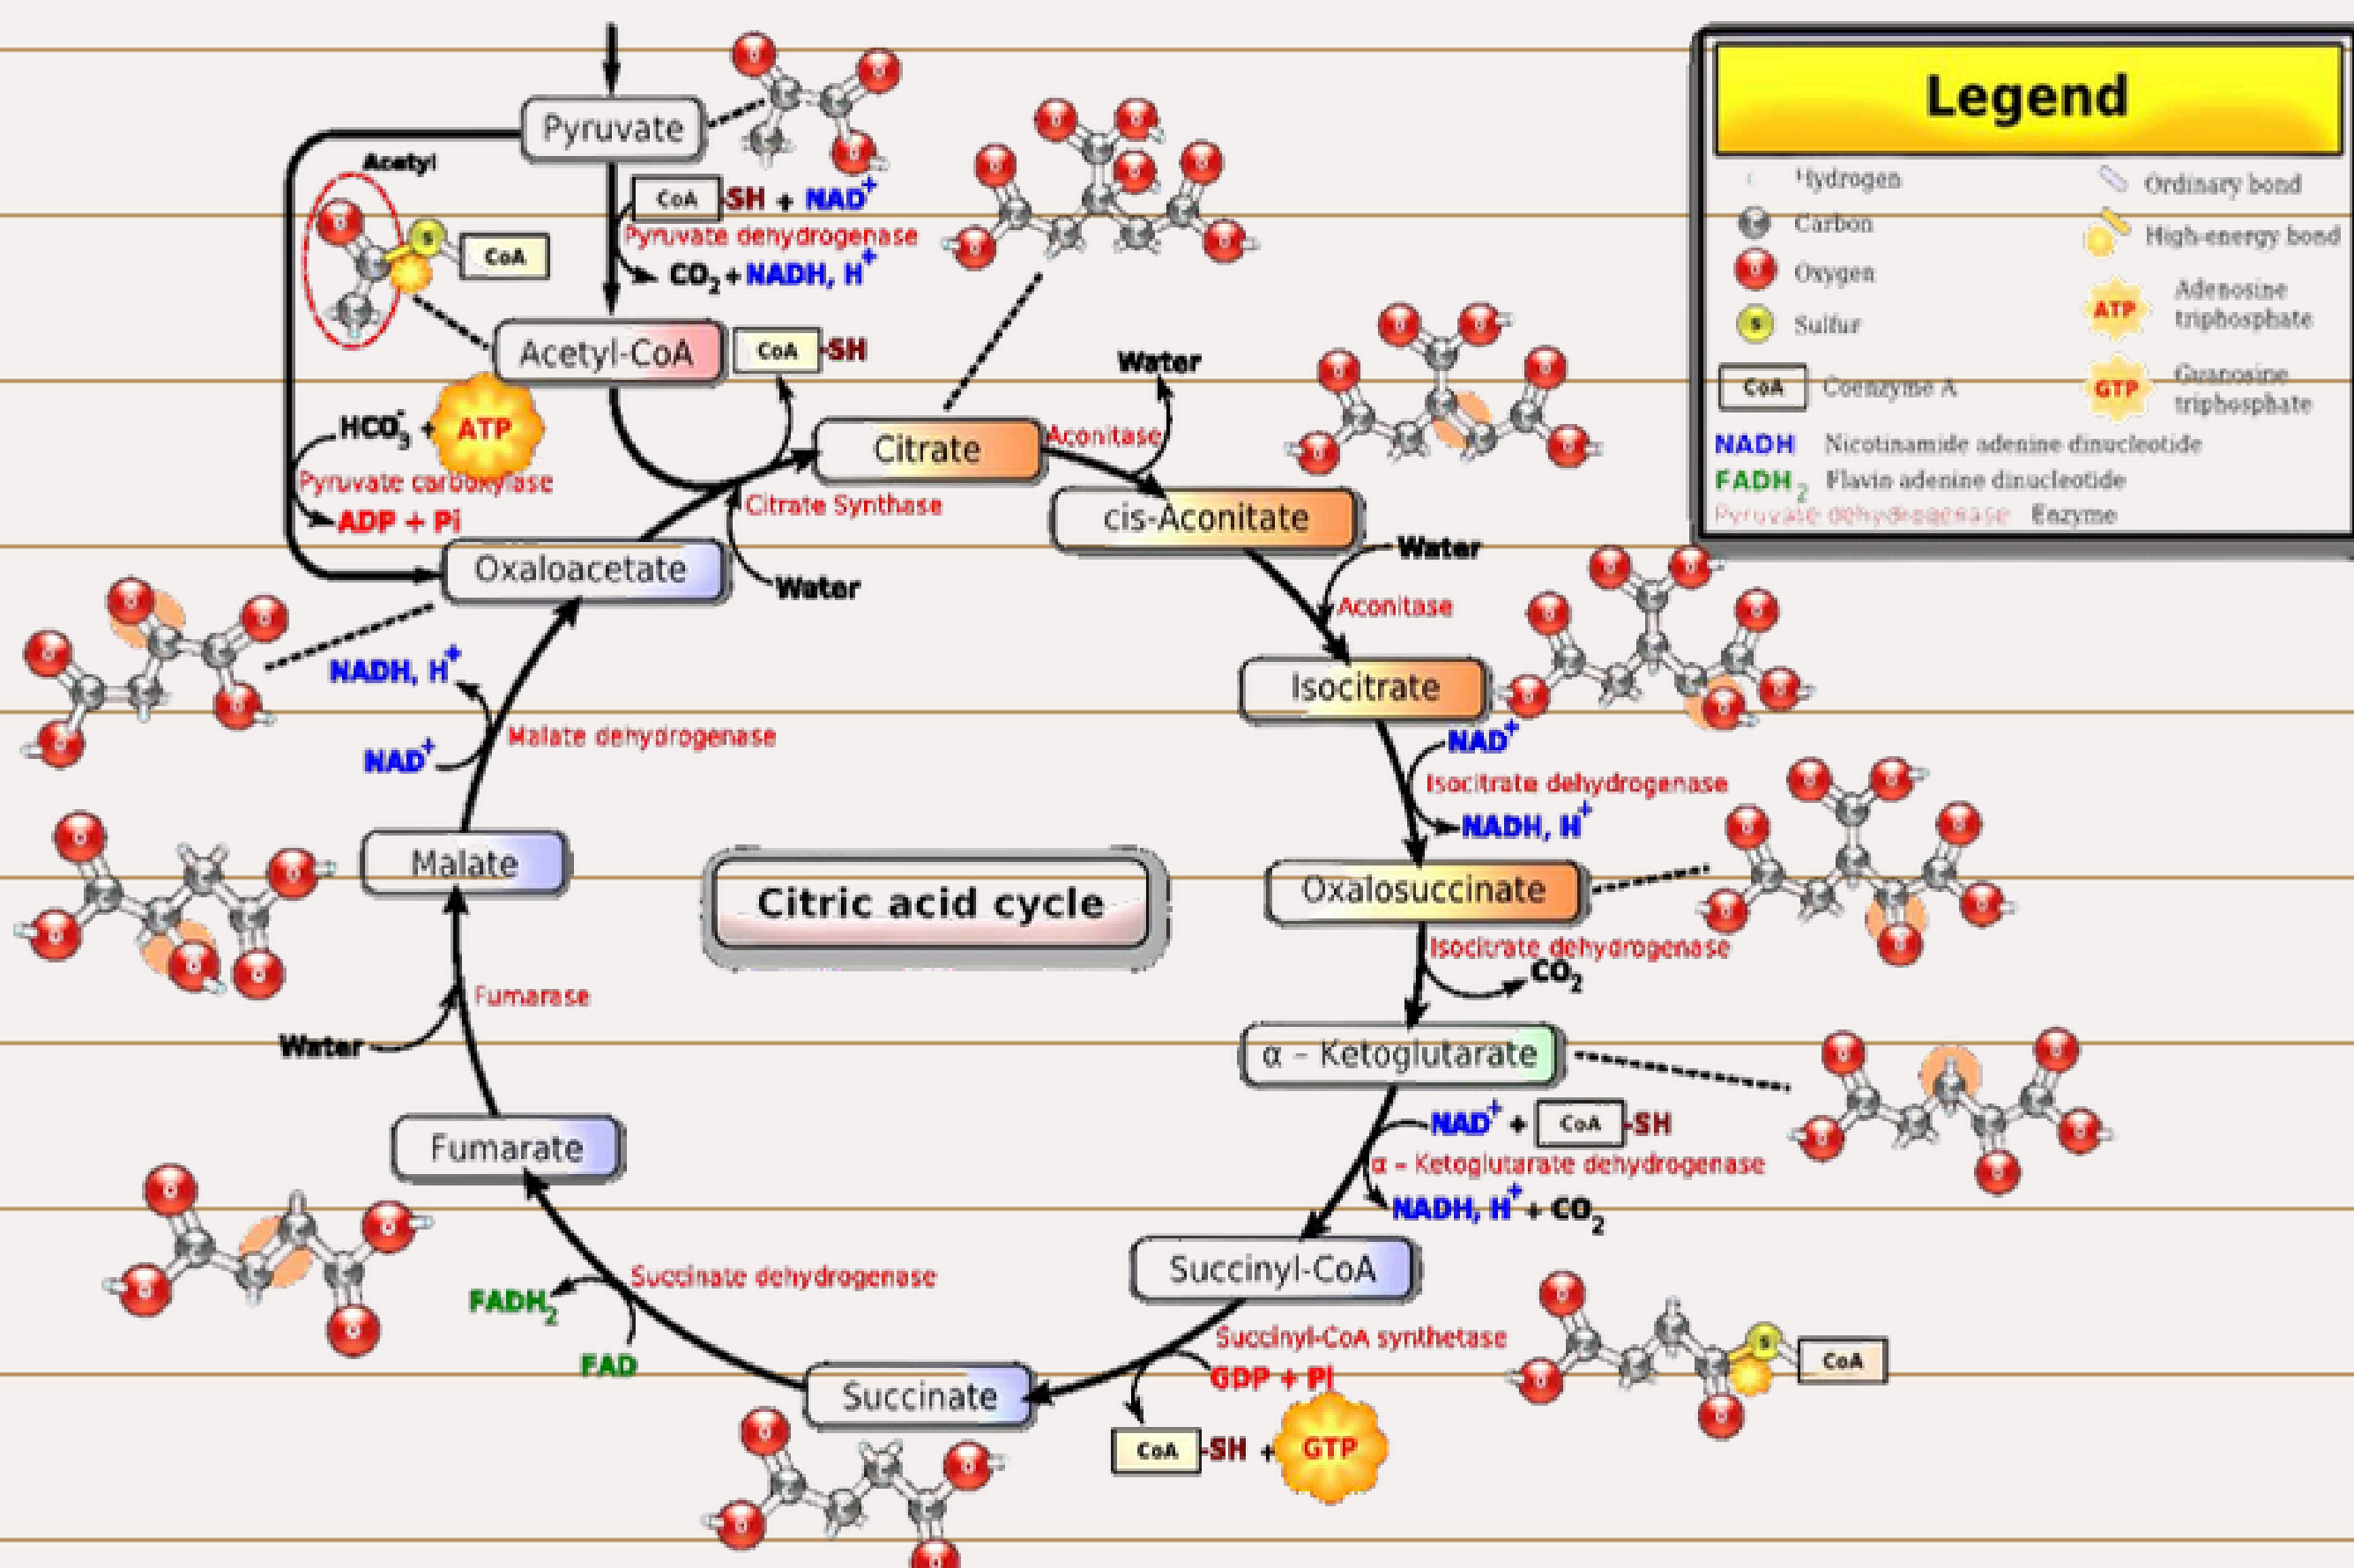 Pyruvate
Acetyl
CoA-SH + NAD+
Pyruvate dehydrogenase
CO2 + NADH, H+
S CoA
Acetyl-CoA
CoA-SH
HCO3- + ATP
Pyruvate carboxylase
ADP + Pi
Citrate
Citrate Synthase
Water
Aconitase
Water
cis-Aconitate
Water
Aconitase
Isocitrate
NAD+
Isocitrate dehydrogenase
NADH, H+
Oxalosuccinate
Isocitrate dehydrogenase
CO2
α - Ketoglutarate
NAD+ + CoA-SH
α - Ketoglutarate dehydrogenase
NADH, H+ + CO2
Succinyl-CoA
Succinyl-CoA synthetase
GDP + Pi
CoA-SH + GTP
S CoA
Succinate
Succinate dehydrogenase
FADH2
FAD
Fumarate
Fumarase
Water
Malate
Malate dehydrogenase
NAD+
NADH, H+
Oxaloacetate
Citric acid cycle
Legend
Hydrogen
Carbon
Oxygen
S Sulfur
CoA Coenzyme A
Ordinary bond
High-energy bond
ATP Adenosine
triphosphate
GTP Guanosine
triphosphate
NADH Nicotinamide adenine dinucleotide
FADH2 Flavin adenine dinucleotide
Pyruvate dehydrogenase Enzyme